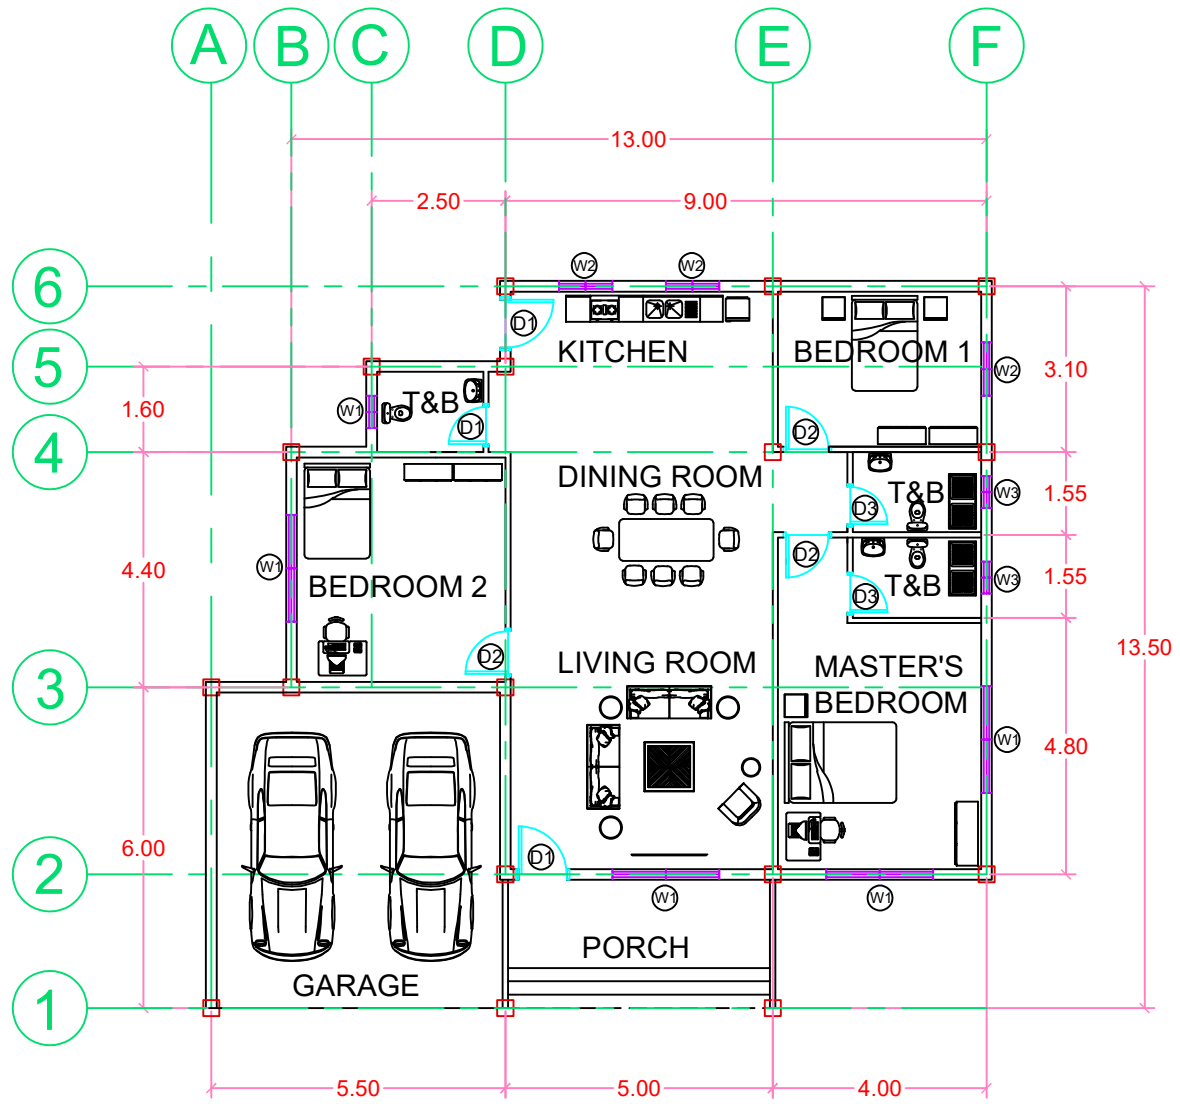 A B C D E F
13.00
2.50 9.00
6
W2 W2
D1
5
KITCHEN BEDROOM 1
W2 3.10
1.60
W1 T&B
D1 D2
4
DINING ROOM
T&B W3 1.55
D3
D2
W1 4.40
BEDROOM 2
T&B W3 1.55
D3
13.50
D2 LIVING ROOM MASTER'S
3
BEDROOM
W1 4.80
6.00
D1
2
W1 W1
PORCH
GARAGE
1
5.50 5.00 4.00